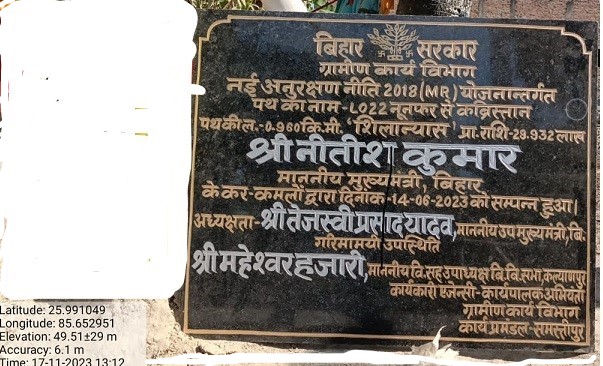 बिहार सरकार
ग्रामीण कार्य विभाग
नई अनुरक्षण नीति 2018 (MR) योजनान्तर्गत
पथ का नाम-L022 नूनफर से कब्रिस्तान
पथ की ल.-0.960 कि.मी. 'शिलान्यास' प्रा. राशि-29.932 लाख
श्री नीतीश कुमार
माननीय मुख्यमंत्री, बिहार
के कर-कमलों द्वारा दिनांक-14-06-2023 को सम्पन्न हुआ।
अध्यक्षता-श्री तेजस्वी प्रसाद यादव, माननीय उप मुख्यमंत्री, बि.
गरिमामयी उपस्थिति
श्री महेश्वर हजारी, माननीय वि. सह उपाध्यक्ष बि. वि. सभा, कल्याणपुर
कार्यकारी एजेन्सी-कार्यपालक अभियंता
ग्रामीण कार्य विभाग
कार्य प्रमंडल-समस्तीपुर
Latitude: 25.991049
Longitude: 85.652951
Elevation: 49.51±29 m
Accuracy: 6.1 m
Time: 17-11-2023 13:12